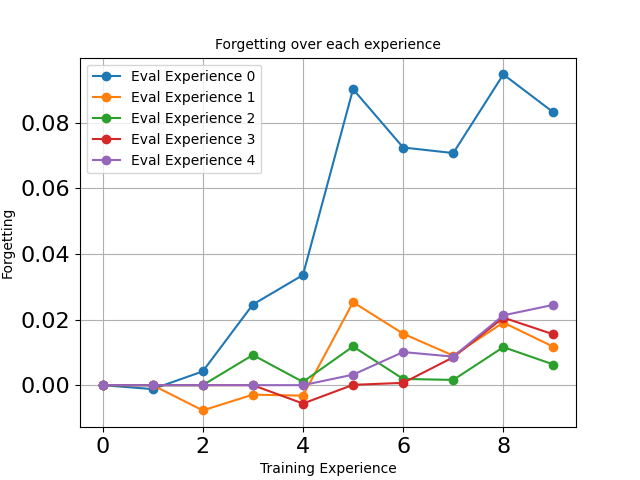 Forgetting over each experience
Eval Experience 0
Eval Experience 1
Eval Experience 2
Eval Experience 3
Eval Experience 4
0.08
0.06
0.04
0.02
0.00
Forgetting
0 2 4 6 8
Training Experience